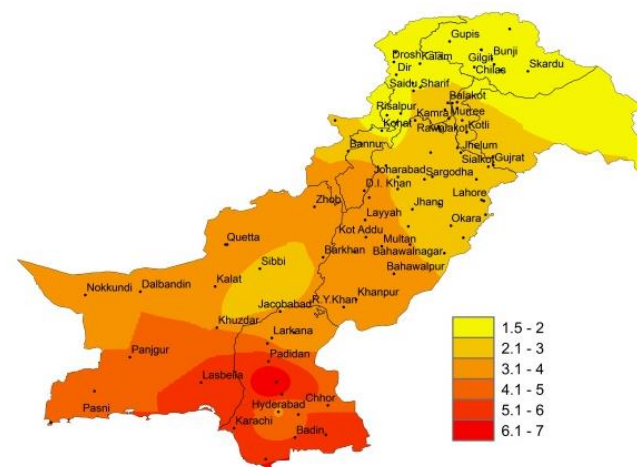 Gupis
Drosh Kalam Gilgit Bunji
Dir Chilas Skardu
Saidu Sharif
Balakot
Risalpur Kamra Murree
Kohat Rawalakot Kotli
Bannu Jhelum
Sialkot Gujrat
Joharabad Sargodha
D.I. Khan
Zhob Jhang Lahore
Layyah Okara
Quetta Kot Addu
Sibbi Barkhan Multan
Bahawalnagar
Kalat Bahawalpur
Nokkundi Dalbandin
Jacobabad R.Y.Khan Khanpur
Khuzdar
Larkana
Panjgur Padidan
Lasbella
Pasni Hyderabad Chhor
Karachi Badin
1.5 - 2
2.1 - 3
3.1 - 4
4.1 - 5
5.1 - 6
6.1 - 7